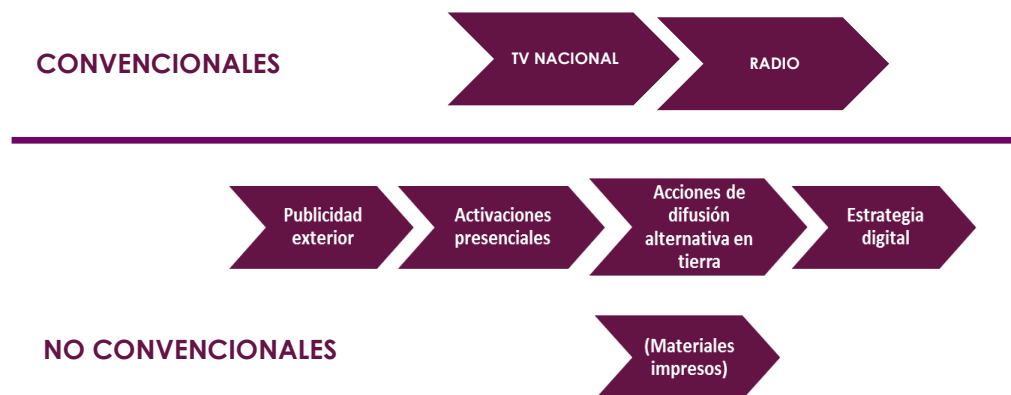 CONVENCIONALES
TV NACIONAL
RADIO
Publicidad
exterior
Activaciones
presenciales
Acciones de
difusión
alternativa en
tierra
Estrategia
digital
NO CONVENCIONALES
(Materiales
impresos)